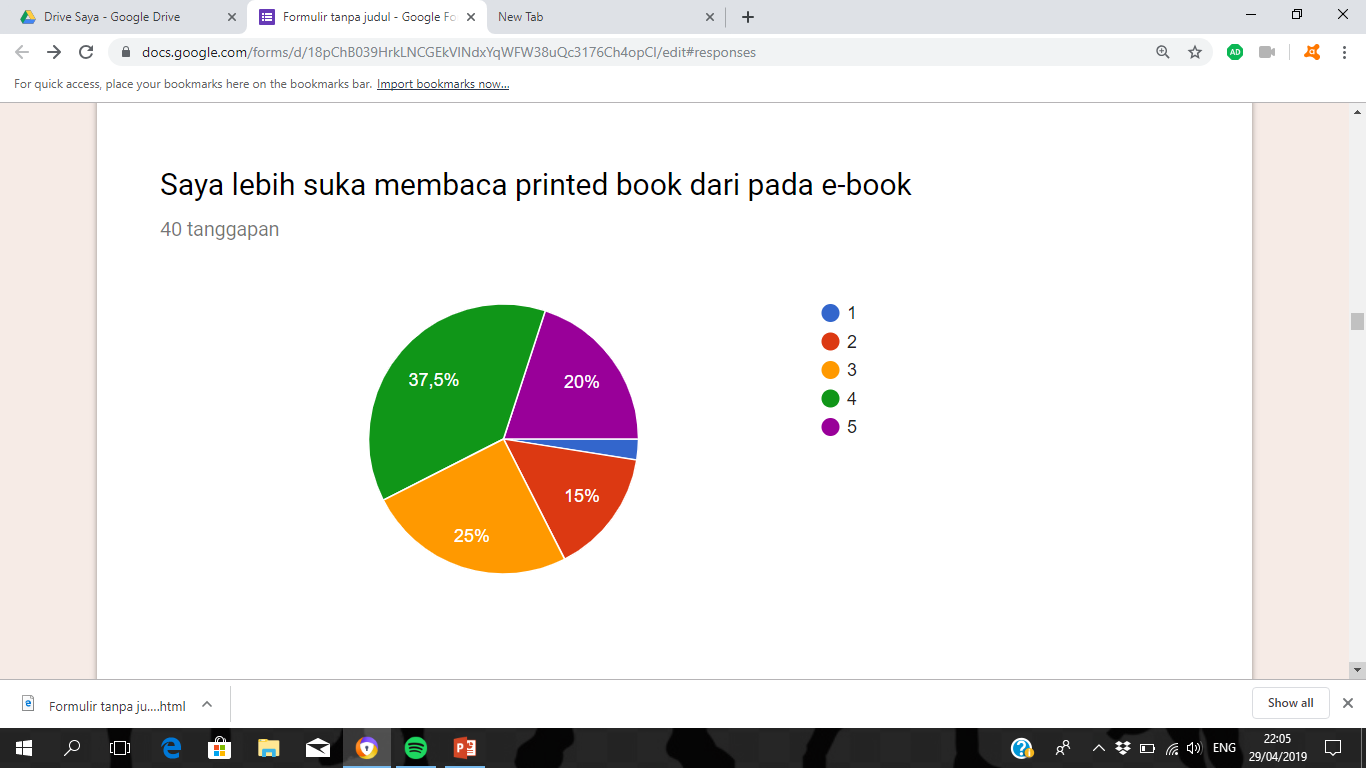 Drive Saya - Google Drive
Formulir tanpa judul - Google Fo
New Tab
docs.google.com/forms/d/18pChB039HrkLNCGEkVINdxYqWFW38uQc3176Ch4opCI/edit#responses
AD
For quick access, place your bookmarks here on the bookmarks bar. Import bookmarks now...
Saya lebih suka membaca printed book dari pada e-book
40 tanggapan
1
2
3
4
5
37,5%
20%
15%
25%
Formulir tanpa ju....html
Show all
ENG
22:05
29/04/2019